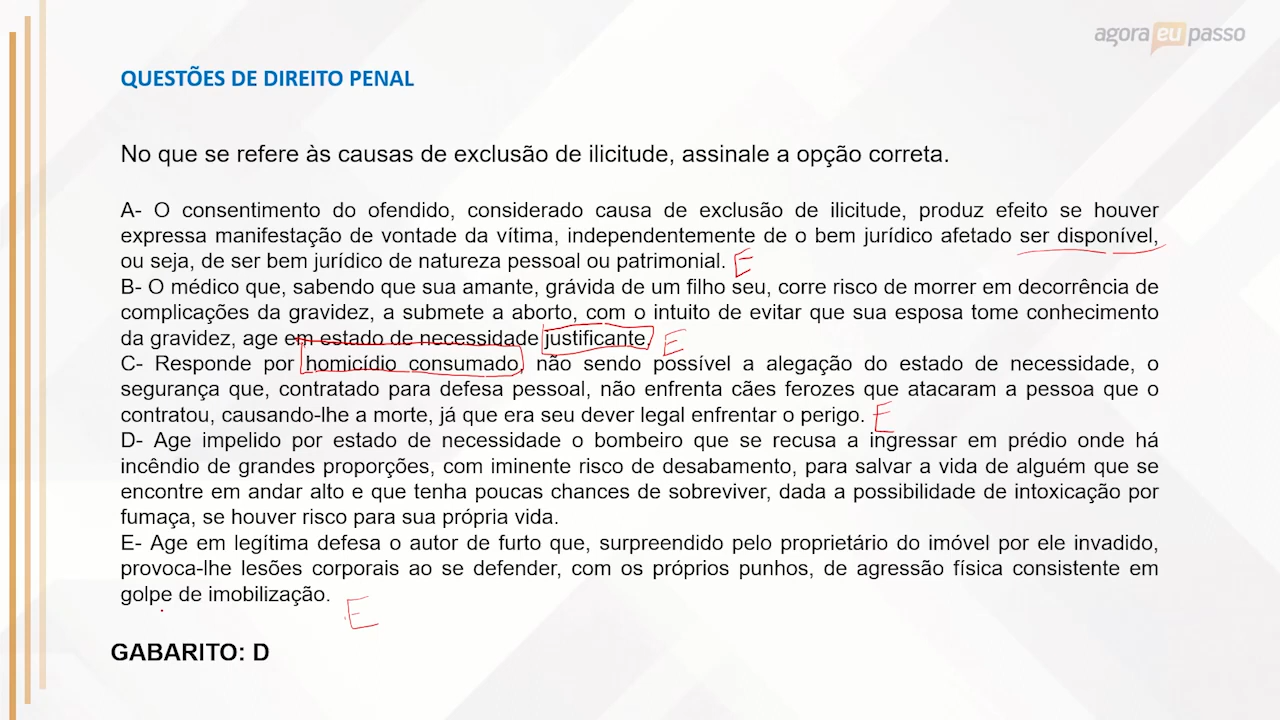 agora eu passo
QUESTÕES DE DIREITO PENAL
No que se refere às causas de exclusão de ilicitude, assinale a opção correta.
A- O consentimento do ofendido, considerado causa de exclusão de ilicitude, produz efeito se houver
expressa manifestação de vontade da vítima, independentemente de o bem jurídico afetado ser disponível,
ou seja, de ser bem jurídico de natureza pessoal ou patrimonial. E
B- O médico que, sabendo que sua amante, grávida de um filho seu, corre risco de morrer em decorrência de
complicações da gravidez, a submete a aborto, com o intuito de evitar que sua esposa tome conhecimento
da gravidez, age em estado de necessidade justificante. E
C- Responde por homicídio consumado, não sendo possível a alegação do estado de necessidade, o
segurança que, contratado para defesa pessoal, não enfrenta cães ferozes que atacaram a pessoa que o
contratou, causando-lhe a morte, já que era seu dever legal enfrentar o perigo. E
D- Age impelido por estado de necessidade o bombeiro que se recusa a ingressar em prédio onde há
incêndio de grandes proporções, com iminente risco de desabamento, para salvar a vida de alguém que se
encontre em andar alto e que tenha poucas chances de sobreviver, dada a possibilidade de intoxicação por
fumaça, se houver risco para sua própria vida.
E- Age em legítima defesa o autor de furto que, surpreendido pelo proprietário do imóvel por ele invadido,
provoca-lhe lesões corporais ao se defender, com os próprios punhos, de agressão física consistente em
golpe de imobilização. E
GABARITO: D